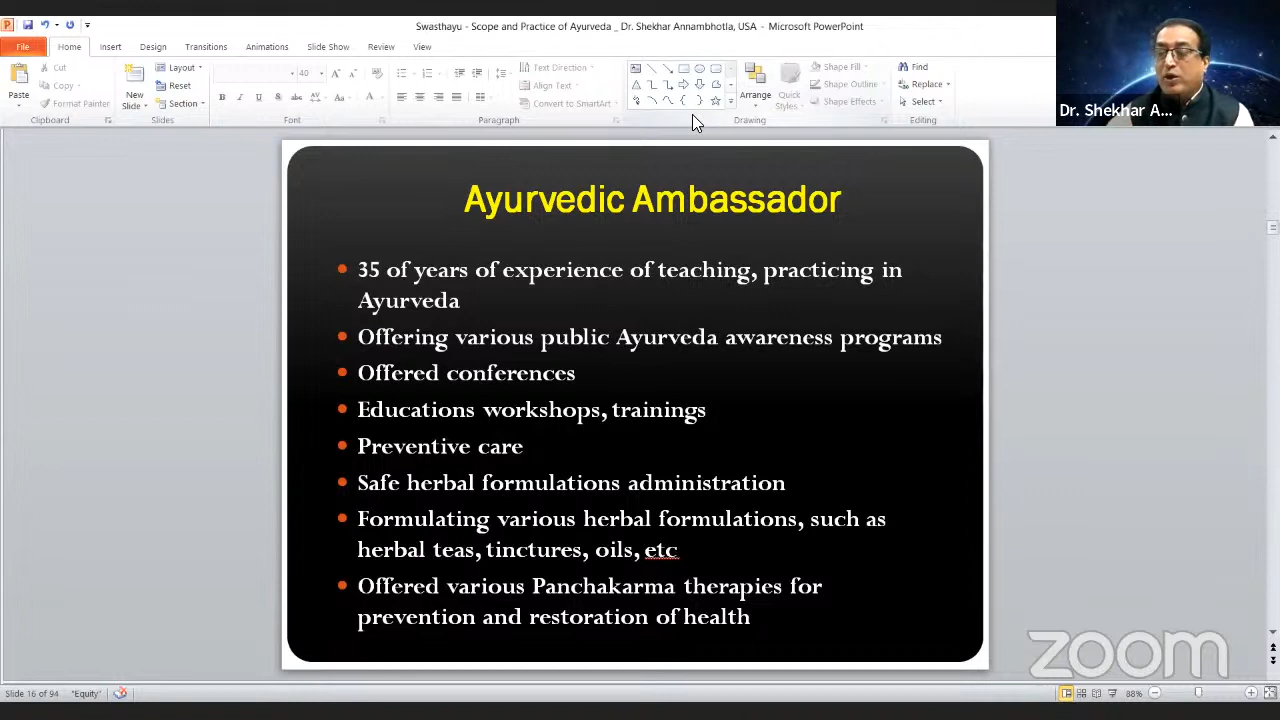 Swasthayu - Scope and Practice of Ayurveda _ Dr. Shekhar Annambhotla, USA - Microsoft PowerPoint
File Home Insert Design Transitions Animations Slide Show Review View
Paste
Cut
Copy
Format Painter
Clipboard
New Slide
Layout
Reset
Section
Slides
40
Font
Text Direction
Align Text
Convert to SmartArt
Paragraph
Arrange
Quick Styles
Shape Fill
Shape Outline
Shape Effects
Drawing
Find
Replace
Select
Editing
Dr. Shekhar A...
Ayurvedic Ambassador
35 of years of experience of teaching, practicing in
Ayurveda
Offering various public Ayurveda awareness programs
Offered conferences
Educations workshops, trainings
Preventive care
Safe herbal formulations administration
Formulating various herbal formulations, such as
herbal teas, tinctures, oils, etc
Offered various Panchakarma therapies for
prevention and restoration of health
zoom
Slide 16 of 94 "Equity" 88%